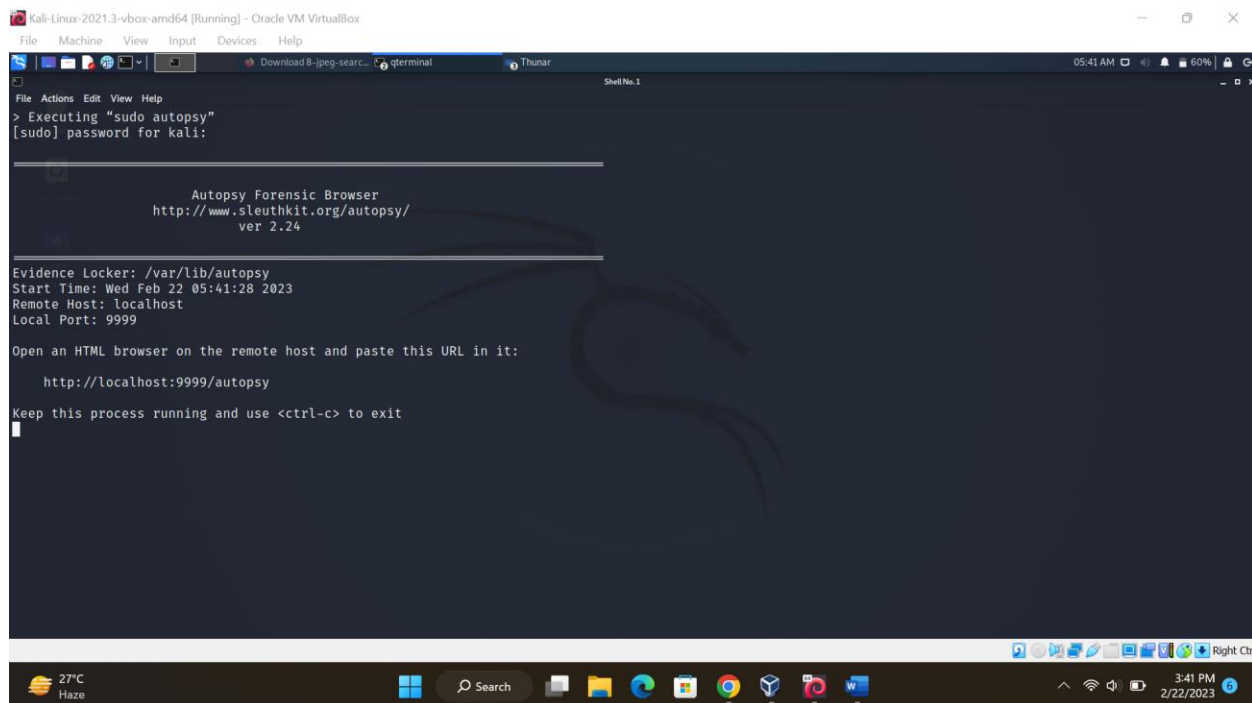 Kali-Linux-2021.3-vbox-amd64 [Running] - Oracle VM VirtualBox
File Machine View Input Devices Help
Download 8-jpeg-searc... qterminal Thunar 05:41 AM 60%
Shell No. 1
File Actions Edit View Help
> Executing “sudo autopsy”
[sudo] password for kali:
Autopsy Forensic Browser
http://www.sleuthkit.org/autopsy/
ver 2.24
Evidence Locker: /var/lib/autopsy
Start Time: Wed Feb 22 05:41:28 2023
Remote Host: localhost
Local Port: 9999
Open an HTML browser on the remote host and paste this URL in it:
http://localhost:9999/autopsy
Keep this process running and use <ctrl-c> to exit
Right Ctr
27°C
Haze
Search
3:41 PM
2/22/2023
6